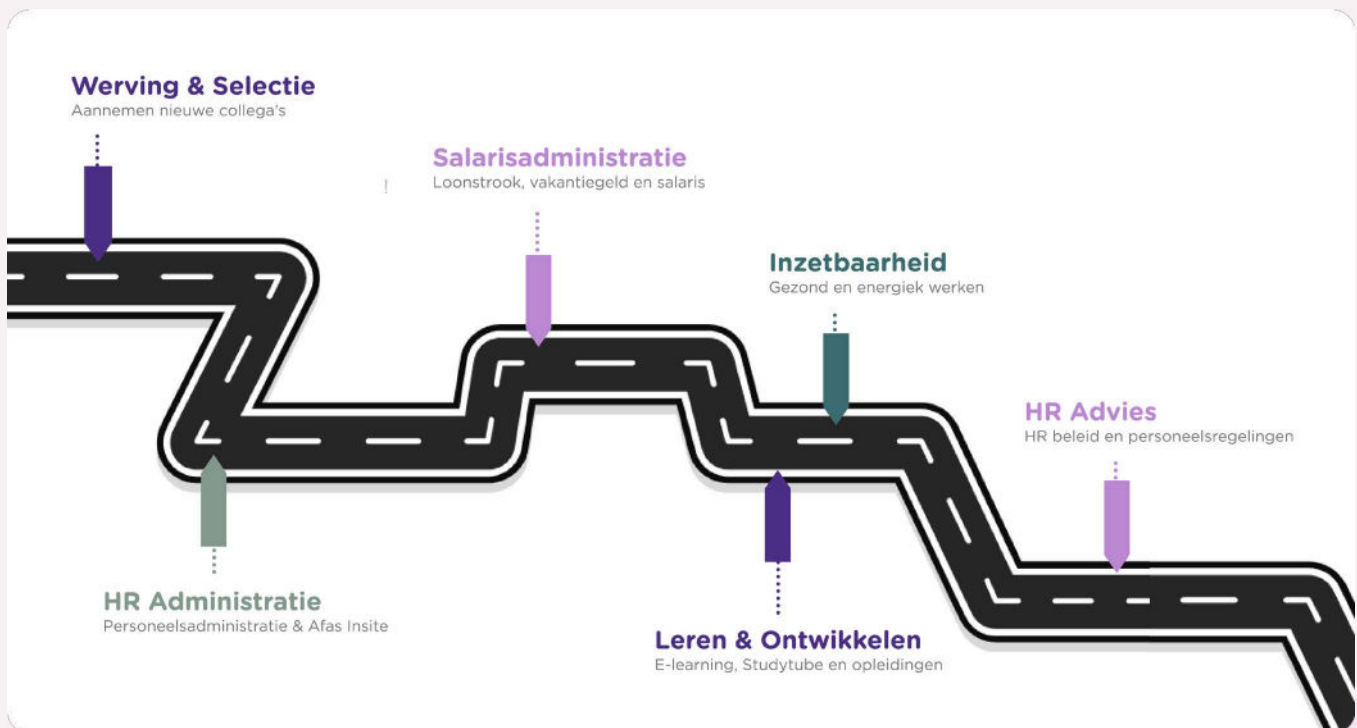 Werving & Selectie
Aannemen nieuwe collega's
Salarisadministratie
Loonstrook, vakantiegeld en salaris
!
Inzetbaarheid
Gezond en energiek werken
HR Advies
HR beleid en personeelsregelingen
HR Administratie
Personeelsadministratie & Afas Insite
Leren & Ontwikkelen
E-learning, Studytube en opleidingen